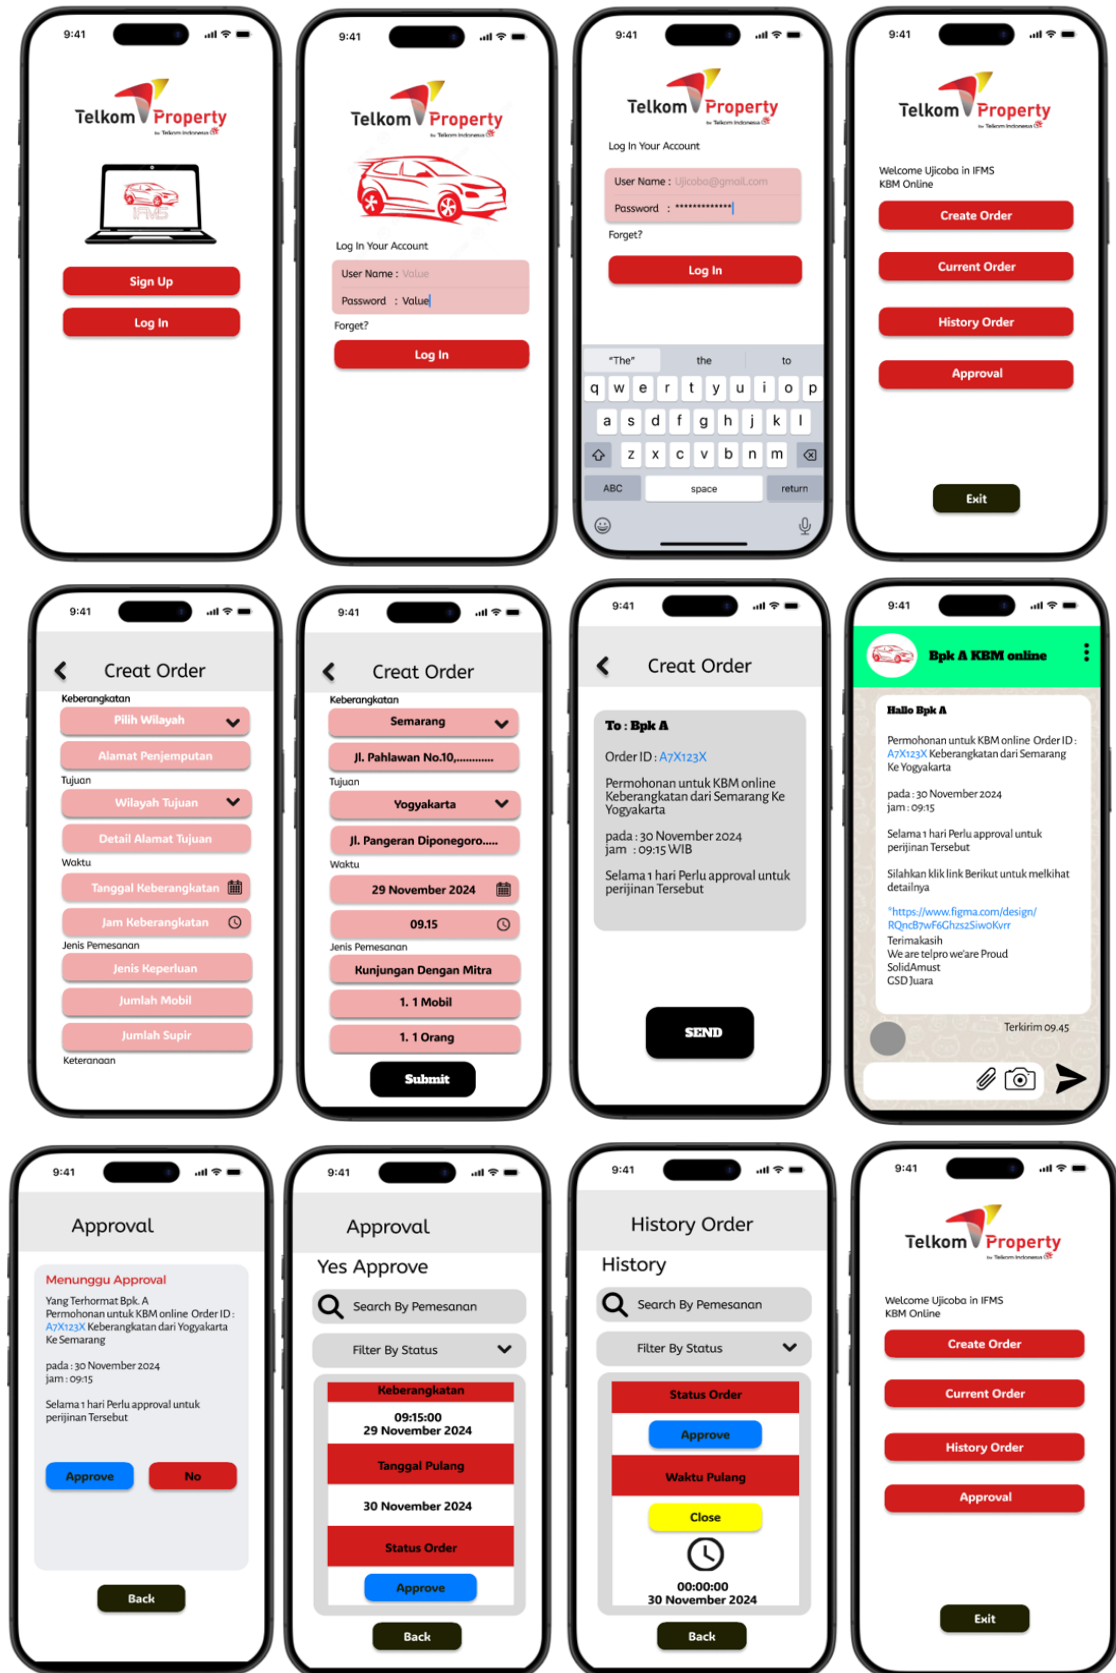 9:41
Telkom Property
by Telkom Indonesia
IFMS
Sign Up
Log In
9:41
Telkom Property
by Telkom Indonesia
Log In Your Account
User Name : Value
Password : Value
Forget?
Log In
9:41
Telkom Property
by Telkom Indonesia
Log In Your Account
User Name : Ujicoba@gmail.com
Password : *************
Forget?
Log In
"The" the to
q w e r t y u i o p
a s d f g h j k l
z x c v b n m
ABC space return
9:41
Telkom Property
by Telkom Indonesia
Welcome Ujicoba in IFMS
KBM Online
Create Order
Current Order
History Order
Approval
Exit
9:41
Creat Order
Keberangkatan
Pilih Wilayah
Alamat Penjemputan
Tujuan
Wilayah Tujuan
Detail Alamat Tujuan
Waktu
Tanggal Keberangkatan
Jam Keberangkatan
Jenis Pemesanan
Jenis Keperluan
Jumlah Mobil
Jumlah Supir
Keterangan
9:41
Creat Order
Keberangkatan
Semarang
Jl. Pahlawan No.10,............
Tujuan
Yogyakarta
Jl. Pangeran Diponegoro.....
Waktu
29 November 2024
09.15
Jenis Pemesanan
Kunjungan Dengan Mitra
1. 1 Mobil
1. 1 Orang
Submit
9:41
Creat Order
To : Bpk A
Order ID : A7X123X
Permohonan untuk KBM online
Keberangkatan dari Semarang Ke
Yogyakarta
pada : 30 November 2024
jam : 09:15 WIB
Selama 1 hari Perlu approval untuk
perijinan Tersebut
SEND
9:41
Bpk A KBM online
Hallo Bpk A
Permohonan untuk KBM online Order ID :
A7X123X Keberangkatan dari Semarang
Ke Yogyakarta
pada : 30 November 2024
jam : 09:15
Selama 1 hari Perlu approval untuk
perijinan Tersebut
Silahkan klik link Berikut untuk melkihat
detailnya
"https://www.figma.com/design/
RQncB7wF6Ghzs2Siw0Kvrr
Terimakasih
We are telpro we'are Proud
SolidAmust
GSD Juara
Terkirim 09.45
9:41
Approval
Menunggu Approval
Yang Terhormat Bpk. A
Permohonan untuk KBM online Order ID :
A7X123X Keberangkatan dari Yogyakarta
Ke Semarang
pada : 30 November 2024
jam : 09:15
Selama 1 hari Perlu approval untuk
perijinan Tersebut
Approve No
Back
9:41
Approval
Yes Approve
Search By Pemesanan
Filter By Status
Keberangkatan
09:15:00
29 November 2024
Tanggal Pulang
30 November 2024
Status Order
Approve
Back
9:41
History Order
History
Search By Pemesanan
Filter By Status
Status Order
Approve
Waktu Pulang
Close
00:00:00
30 November 2024
Back
9:41
Telkom Property
by Telkom Indonesia
Welcome Ujicoba in IFMS
KBM Online
Create Order
Current Order
History Order
Approval
Exit